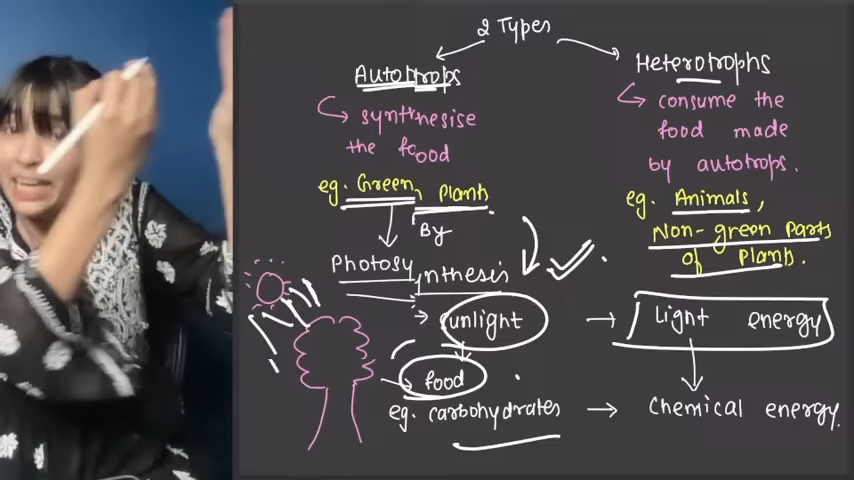 2 Types
Autotrops
synthesise
the food
eg. Green Plants
By
Photosynthesis
sunlight
food
eg. carbohydrates
Heterotrophs
consume the
food made
by autotrops.
eg. Animals,
Non-green Parts
of Plants.
Light energy
Chemical energy.